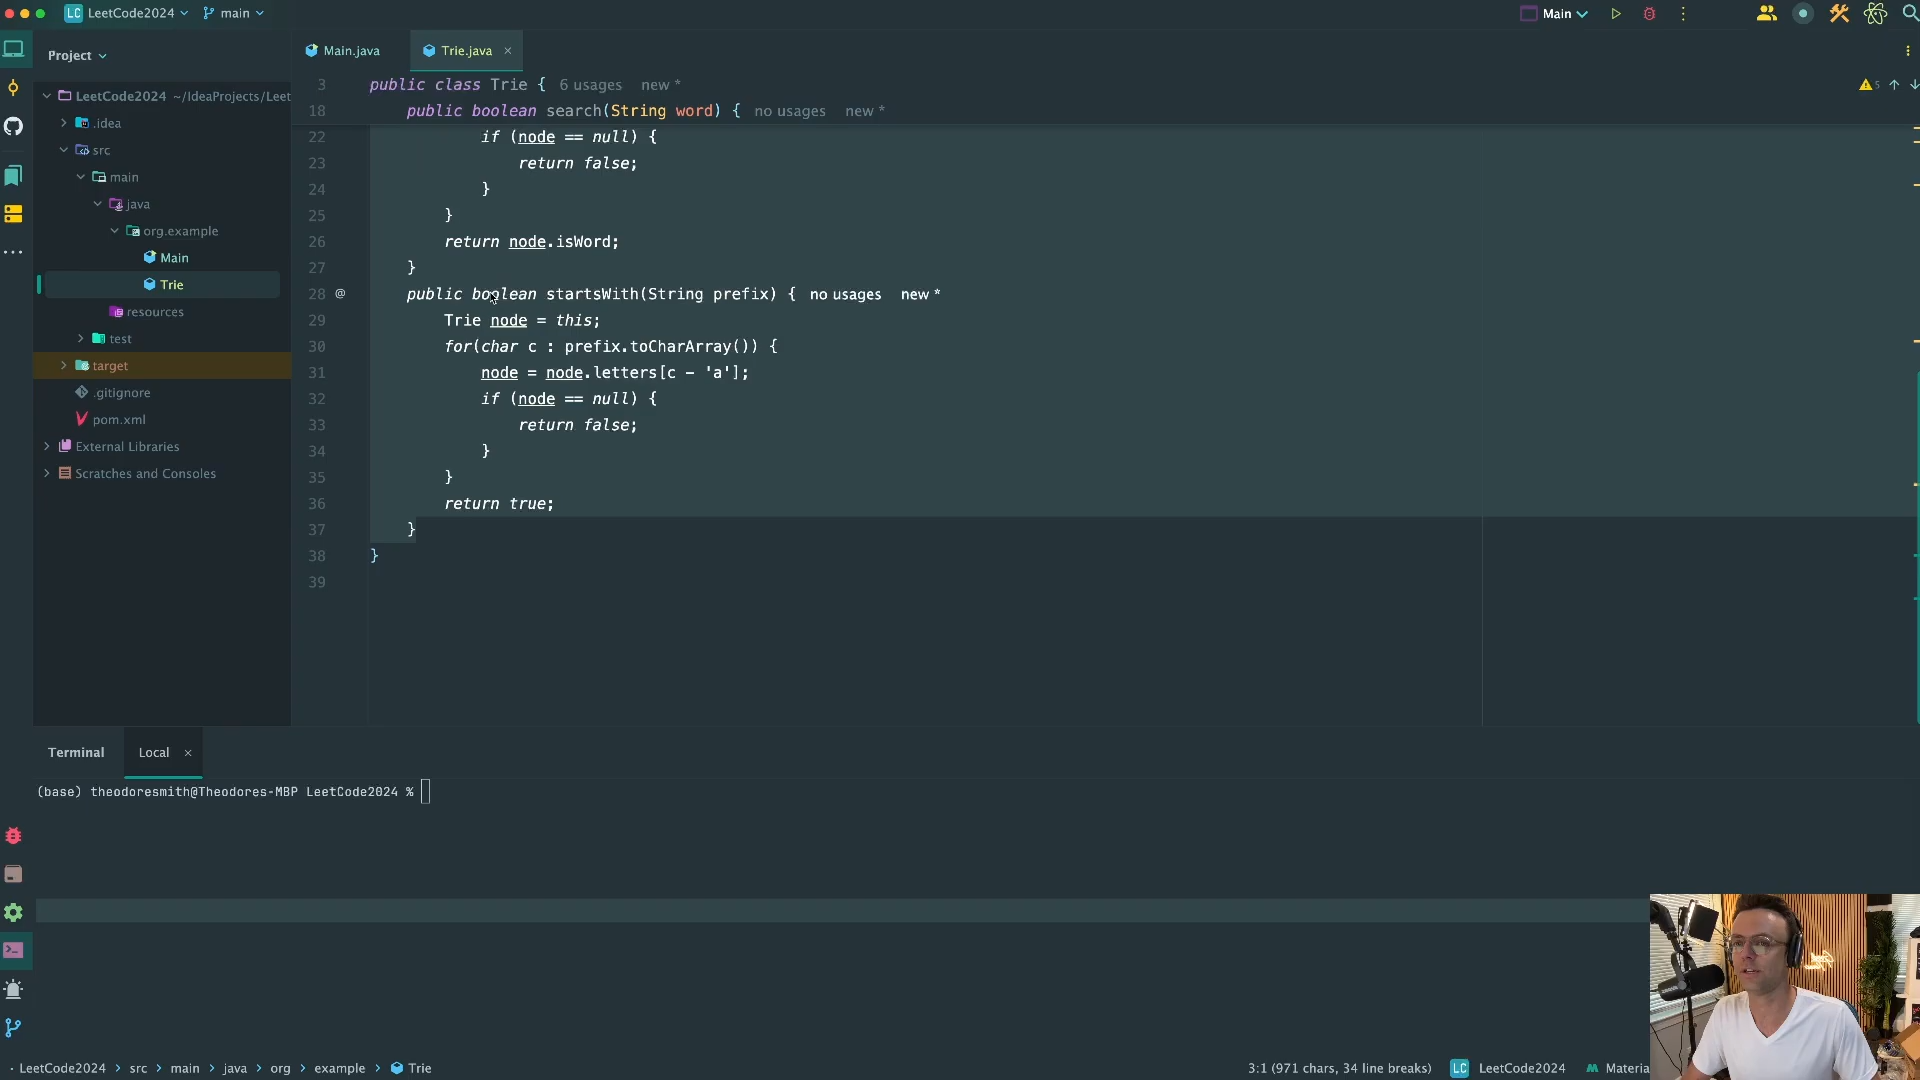 LC LeetCode2024 main Main
Project
Main.java Trie.java
LeetCode2024 ~/IdeaProjects/Leet
.idea
src
main
java
org.example
Main
Trie
resources
test
target
.gitignore
pom.xml
External Libraries
Scratches and Consoles
3 public class Trie { 6 usages new *
18 public boolean search(String word) { no usages new *
5
22 if (node == null) {
23 return false;
24 }
25 }
26 return node.isWord;
27 }
28 @ public boolean startsWith(String prefix) { no usages new *
29 Trie node = this;
30 for(char c : prefix.toCharArray()) {
31 node = node.letters[c - 'a'];
32 if (node == null) {
33 return false;
34 }
35 }
36 return true;
37 }
38 }
39
Terminal Local
(base) theodoresmith@Theodores-MBP LeetCode2024 %
LeetCode2024 > src > main > java > org > example > Trie
3:1 (971 chars, 34 line breaks) LC LeetCode2024 Materia